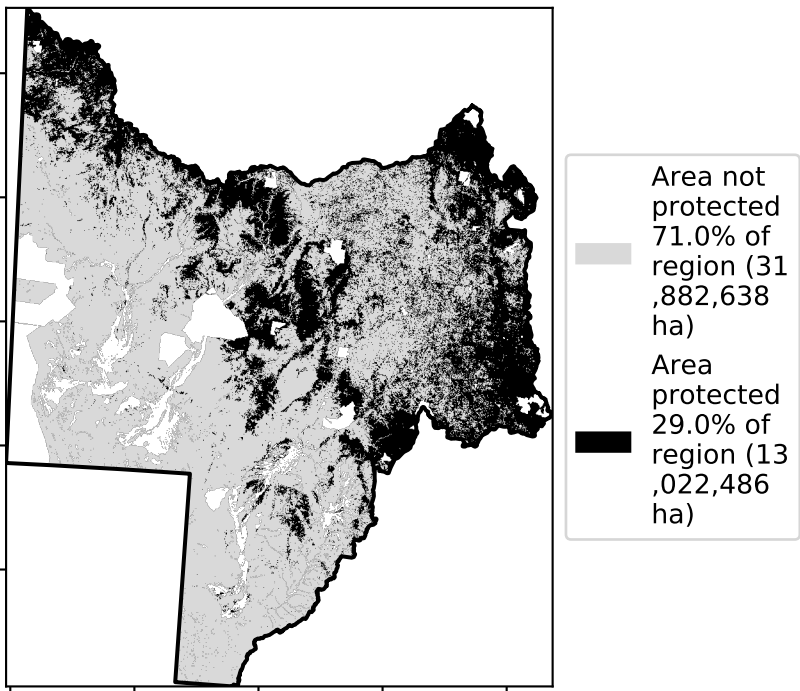 Area not
protected
71.0% of
region (31
,882,638
ha)
Area
protected
29.0% of
region (13
,022,486
ha)